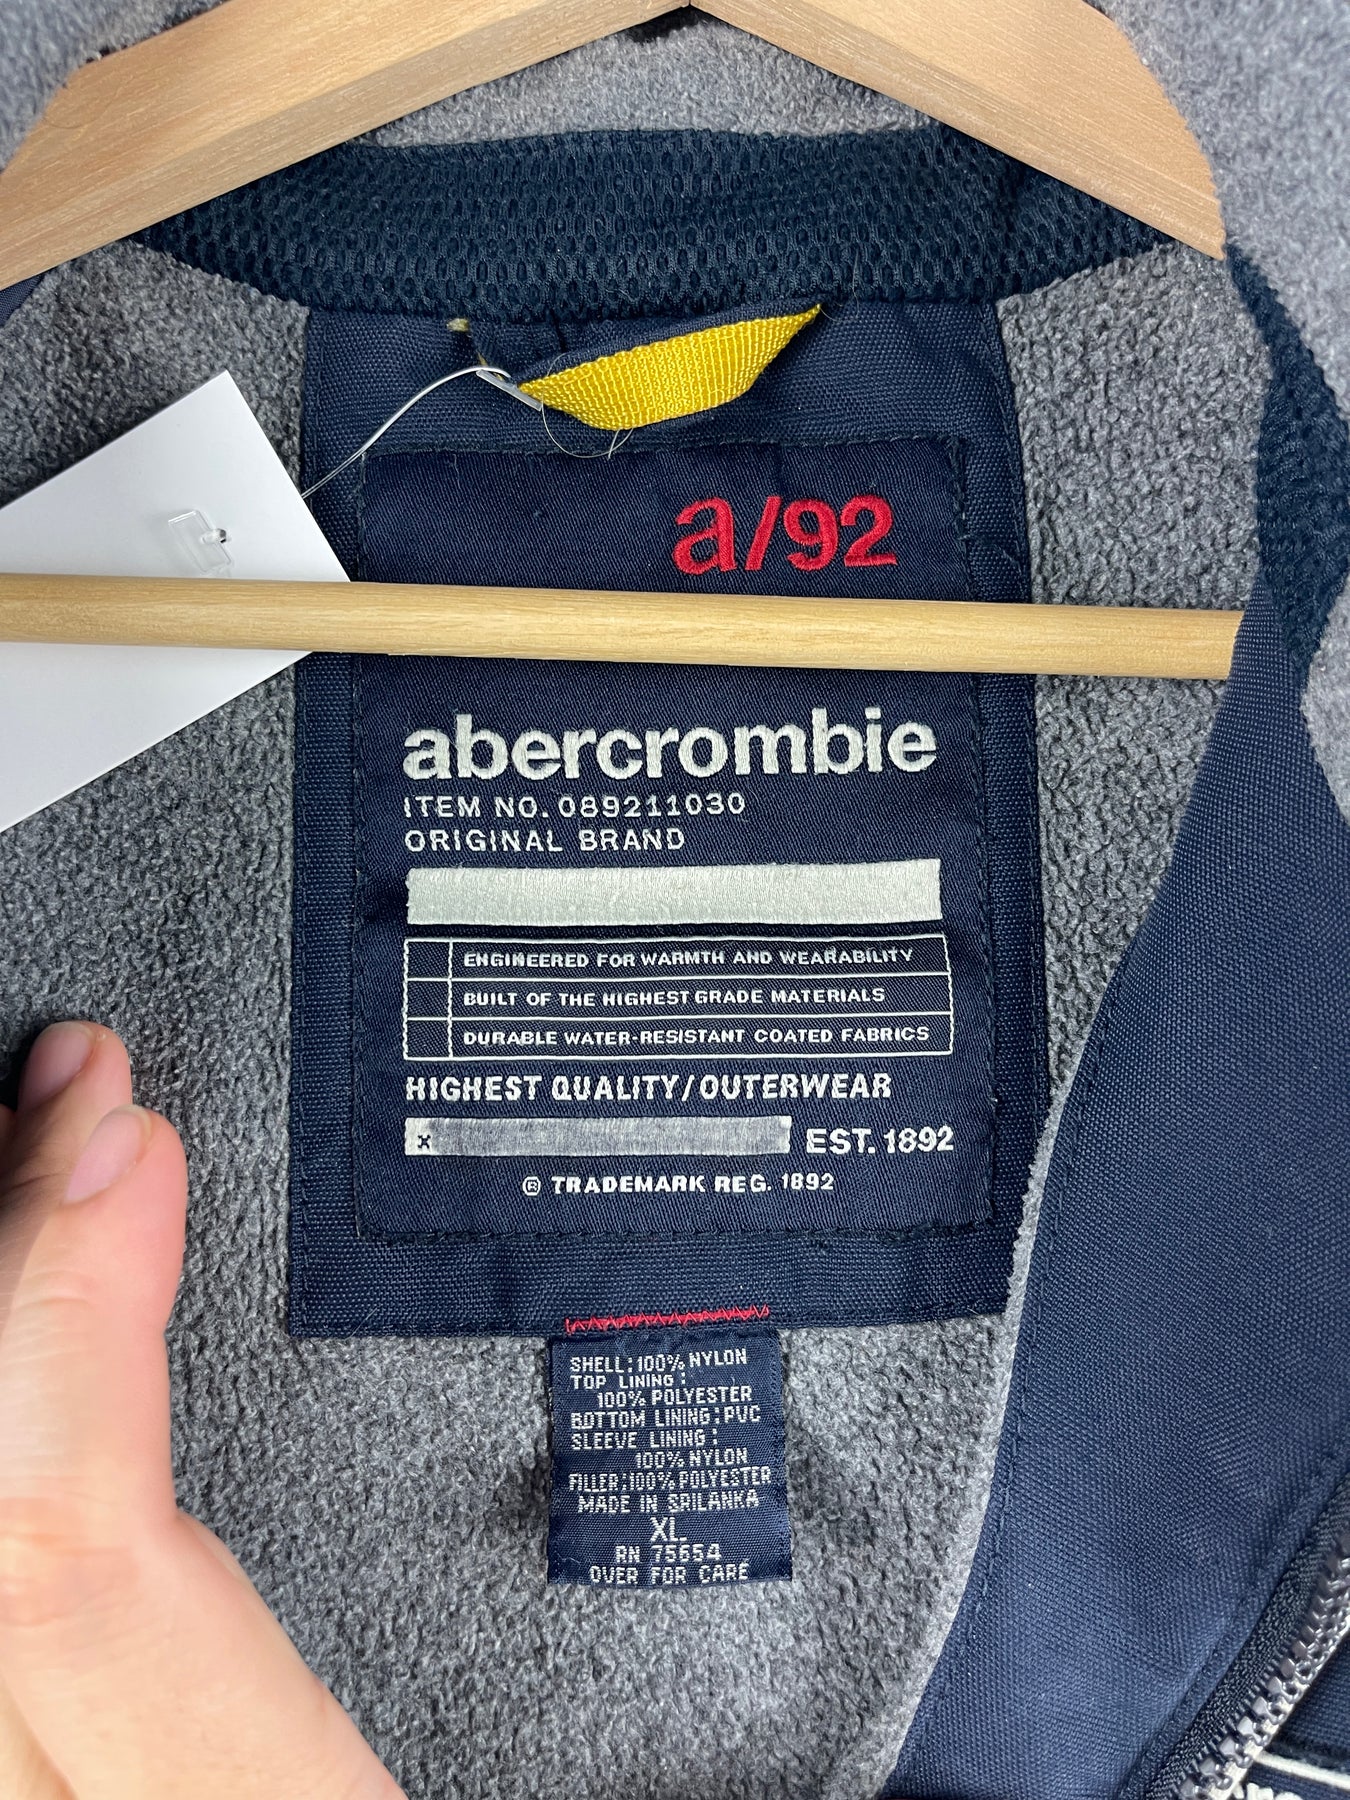 a/92
abercrombie
ITEM NO. 089211030
ORIGINAL BRAND
ENGINEERED FOR WARMTH AND WEARABILITY
BUILT OF THE HIGHEST GRADE MATERIALS
DURABLE WATER-RESISTANT COATED FABRICS
HIGHEST QUALITY/OUTERWEAR
x EST. 1892
® TRADEMARK REG. 1892
SHELL:100% NYLON
TOP LINING:
100% POLYESTER
BOTTOM LINING:PVC
SLEEVE LINING:
100% NYLON
FILLER:100% POLYESTER
MADE IN SRILANKA
XL
RN 75654
OVER FOR CARE